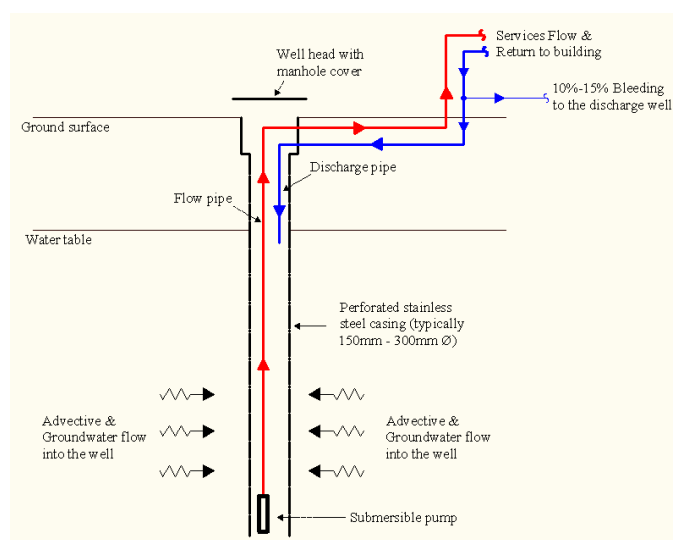 Services Flow &
Return to building
Well head with
manhole cover
10%-15% Bleeding
to the discharge well
Ground surface
Discharge pipe
Flow pipe
Water table
Perforated stainless
steel casing (typically
150mm - 300mm Ø)
Advective &
Groundwater flow
into the well
Advective &
Groundwater flow
into the well
Submersible pump